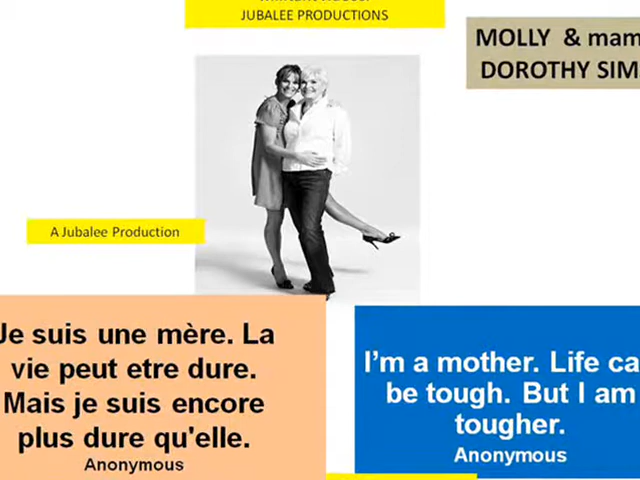 JUBALEE PRODUCTIONS
MOLLY & mam
DOROTHY SIM
A Jubalee Production
Je suis une mère. La
vie peut etre dure.
Mais je suis encore
plus dure qu'elle.
Anonymous
I'm a mother. Life ca
be tough. But I am
tougher.
Anonymous